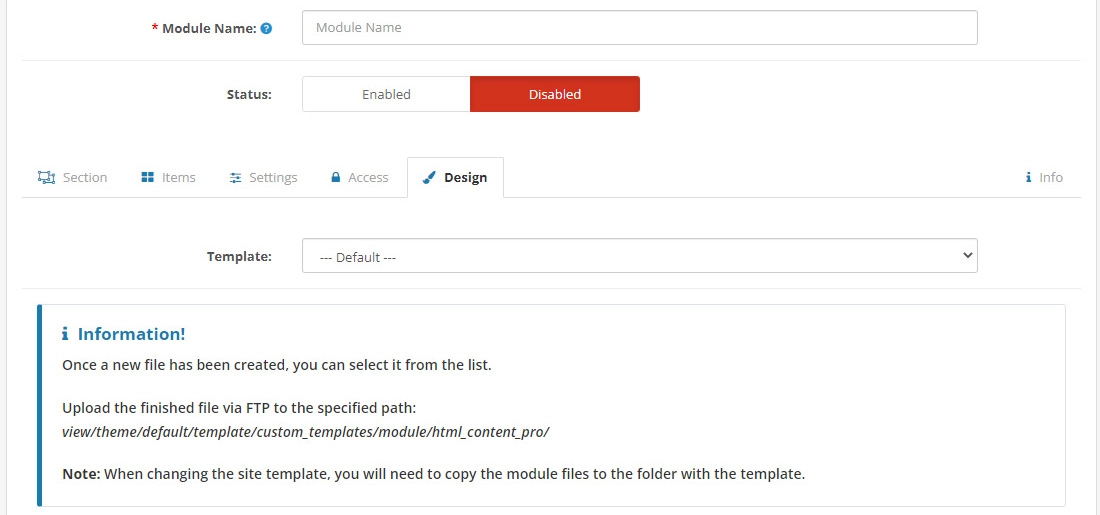 * Module Name: ?
Module Name
Status:
Enabled Disabled
Section Items Settings Access Design Info
Template:
--- Default ---
Information!
Once a new file has been created, you can select it from the list.
Upload the finished file via FTP to the specified path:
view/theme/default/template/custom_templates/module/html_content_pro/
Note: When changing the site template, you will need to copy the module files to the folder with the template.